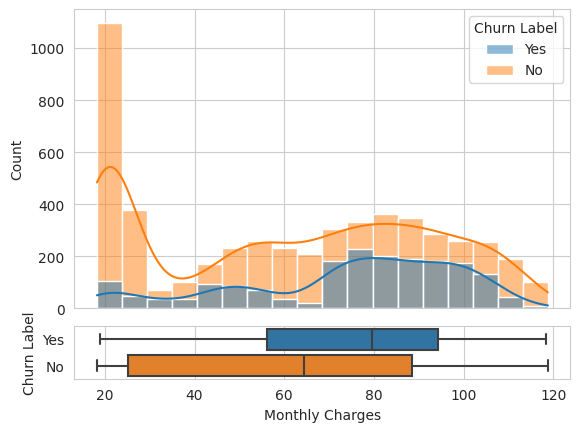 Churn Label
Yes
No
Count
1000
800
600
400
200
0
Churn Label
Yes
No
20
40
60
80
100
120
Monthly Charges